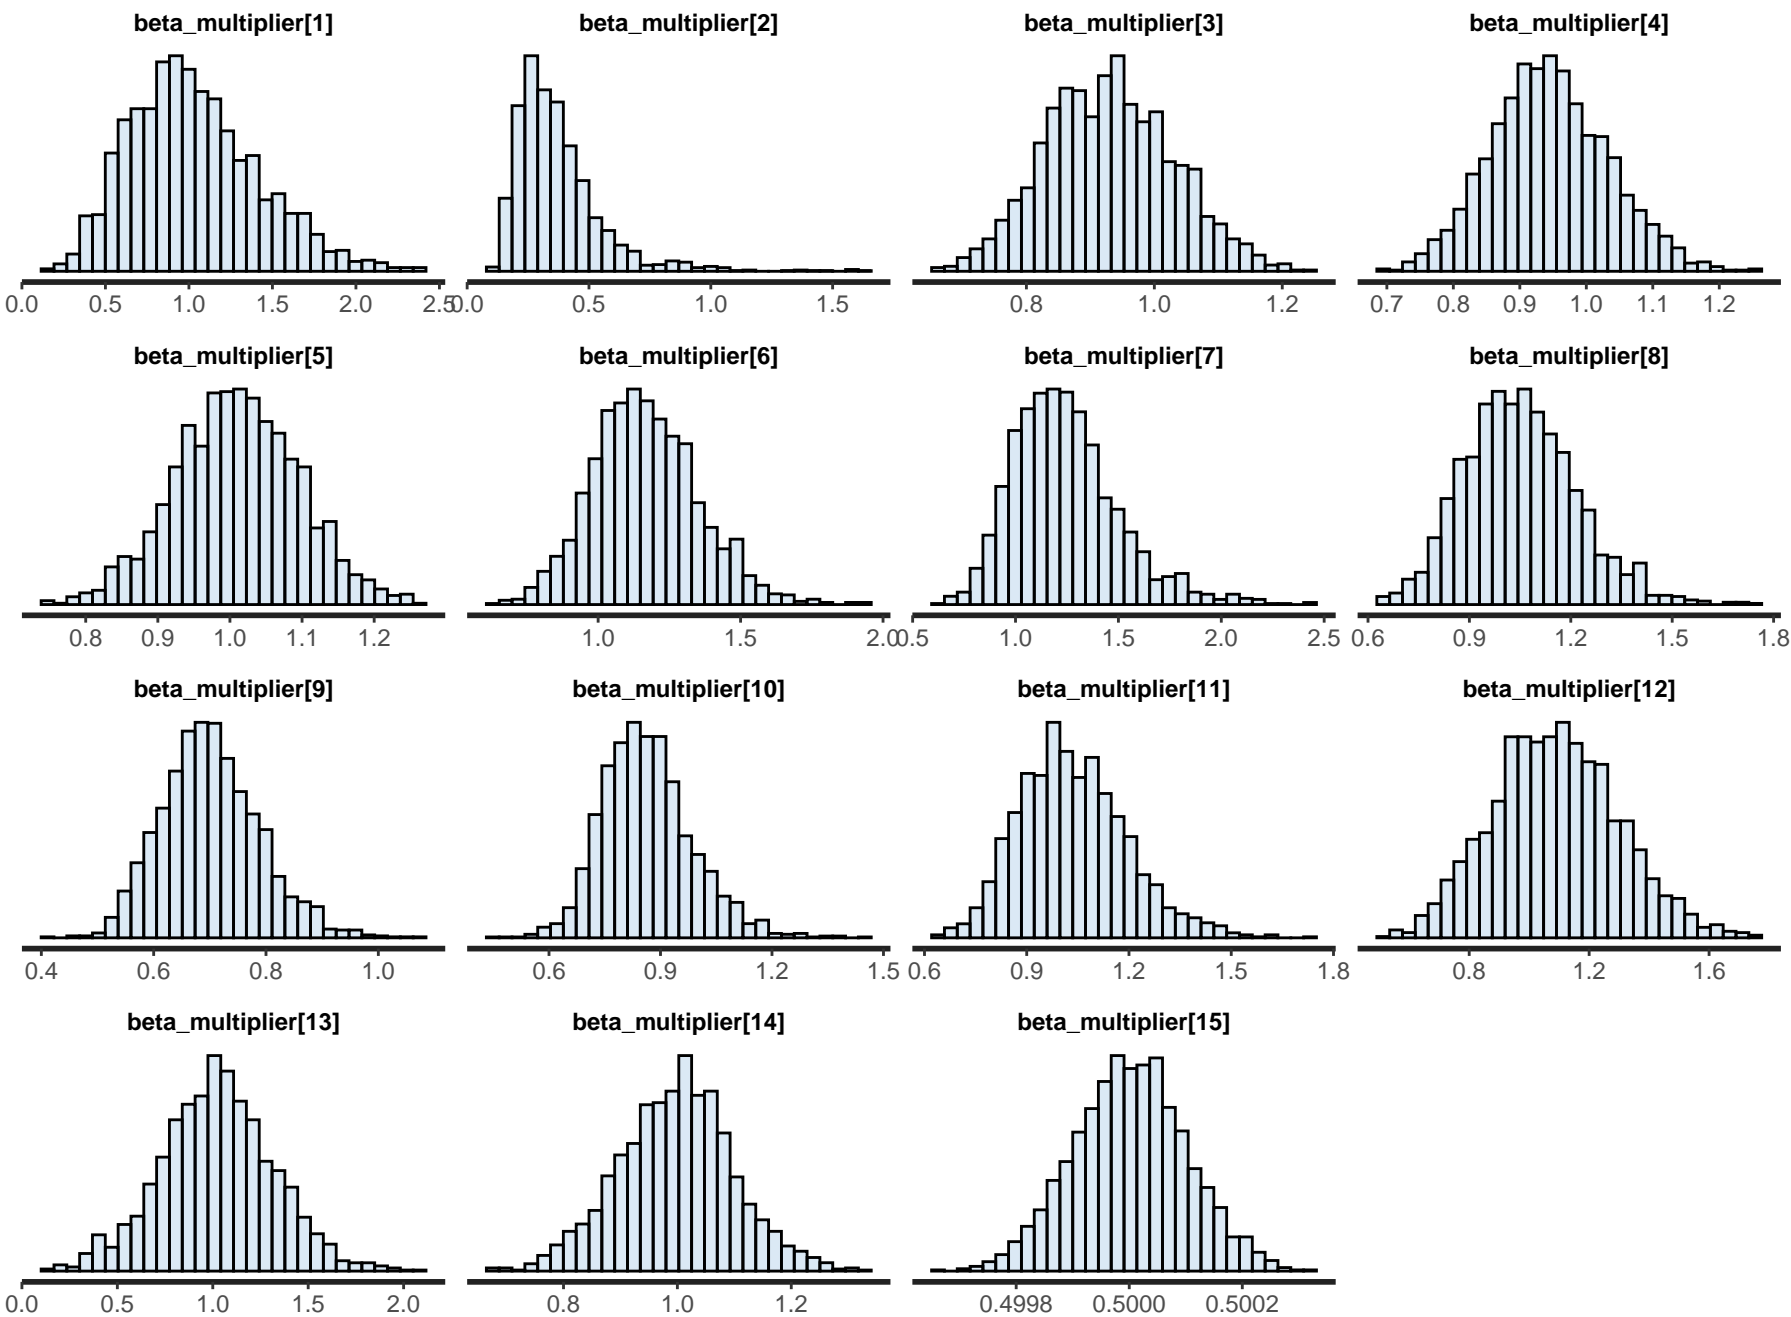 beta_multiplier[1] beta_multiplier[2] beta_multiplier[3] beta_multiplier[4]
0.0 0.5 1.0 1.5 2.0 2.5 0.0 0.5 1.0 1.5 0.8 1.0 1.2 0.7 0.8 0.9 1.0 1.1 1.2
beta_multiplier[5] beta_multiplier[6] beta_multiplier[7] beta_multiplier[8]
0.8 0.9 1.0 1.1 1.2 1.0 1.5 2.0 0.5 1.0 1.5 2.0 2.5 0.6 0.9 1.2 1.5 1.8
beta_multiplier[9] beta_multiplier[10] beta_multiplier[11] beta_multiplier[12]
0.4 0.6 0.8 1.0 0.6 0.9 1.2 1.5 0.6 0.9 1.2 1.5 1.8 0.8 1.2 1.6
beta_multiplier[13] beta_multiplier[14] beta_multiplier[15]
0.0 0.5 1.0 1.5 2.0 0.8 1.0 1.2 0.4998 0.5000 0.5002